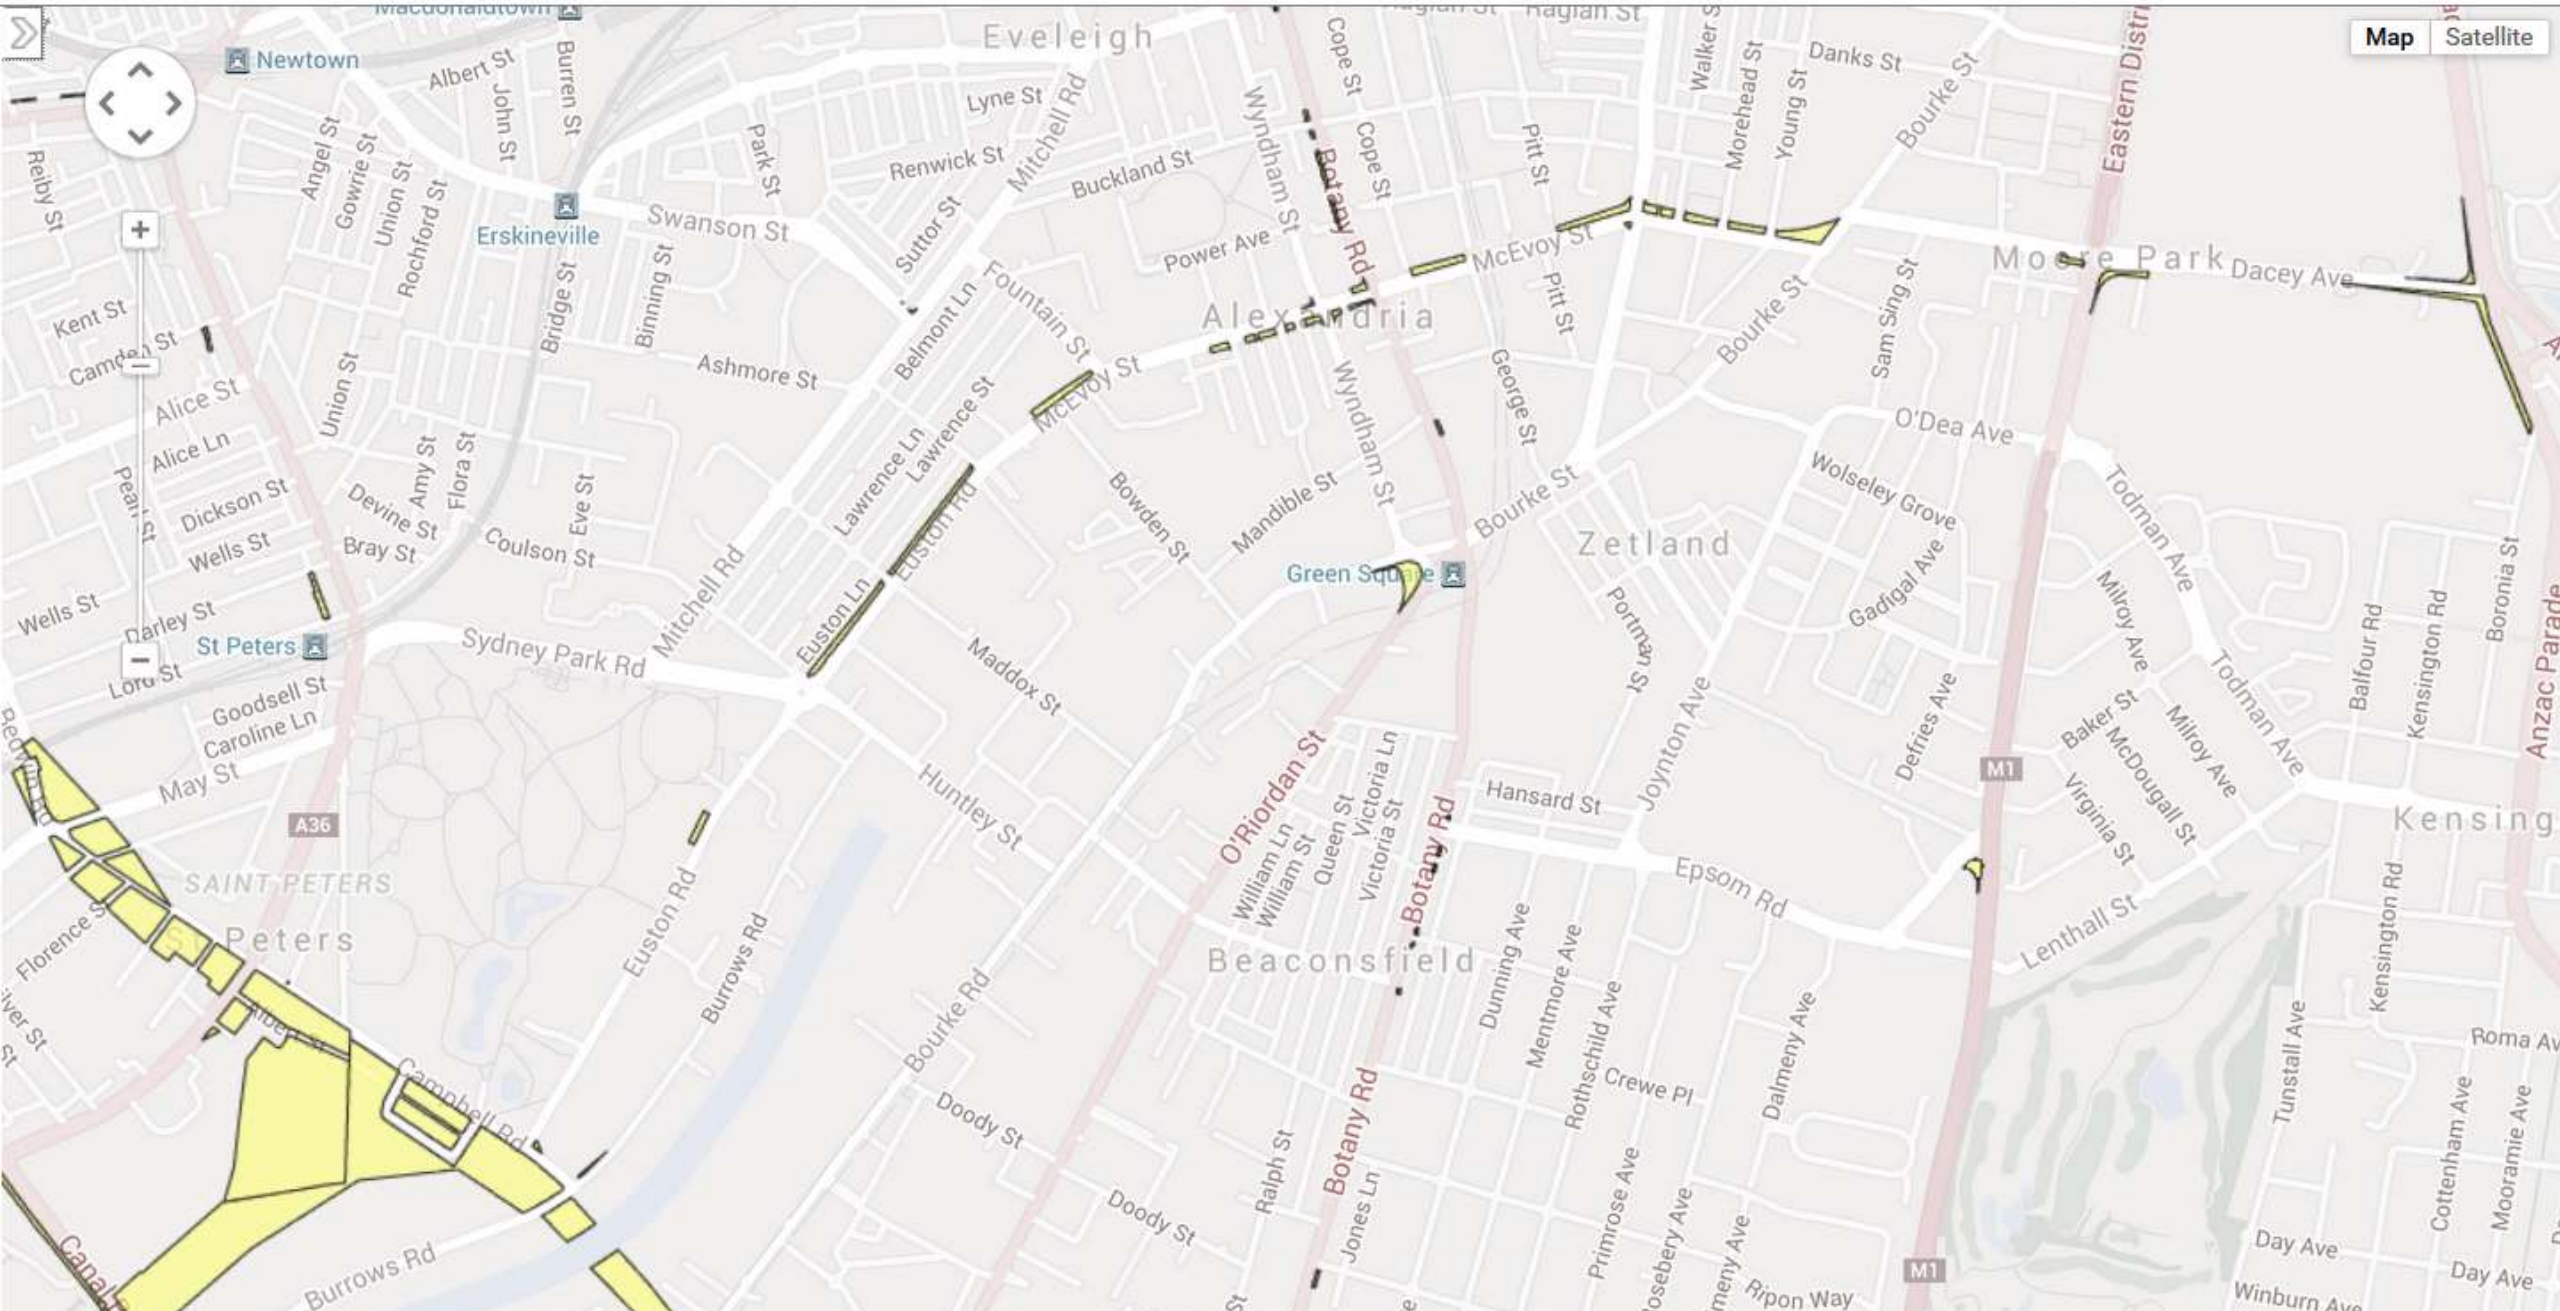 Macdonaldtown
Eveleigh
Raglan St
Raglan St
Map
Satellite
Newtown
Albert St
Burren St
John St
Lyne St
Mitchell Rd
Cope St
Danks St
Bourke St
Morehead St
Young St
Reiby St
Angel St
Gowrie St
Union St
Rochford St
Park St
Renwick St
Buckland St
Wyndham St
Botany Rd
Cope St
Pitt St
Erskineville
Swanson St
Suttor St
Power Ave
McEvoy St
Moore Park
Dacey Ave
Kent St
Camden St
Bridge St
Binning St
Belmont Ln
Fountain St
Alexandria
Pitt St
Bourke St
Sam Sing St
Alice St
Alice Ln
Union St
Ashmore St
McEvoy St
Wyndham St
George St
O'Dea Ave
Pearl St
Dickson St
Wells St
Amy St
Flora St
Devine St
Bray St
Eve St
Coulson St
Lawrence Ln
Lawrence St
Euston Rd
Bowden St
Mandible St
Bourke St
Zetland
Wolseley Grove
Todman Ave
Green Square
Gadigal Ave
Milroy Ave
Boronia St
Wells St
Darley St
St Peters
Lord St
Mitchell Rd
Sydney Park Rd
Euston Ln
Maddox St
Portman St
Balfour Rd
Kensington Rd
Anzac Parade
Goodsell St
Caroline Ln
May St
A36
Huntley St
O'Riordan St
Victoria Ln
Hansard St
Joynton Ave
Defries Ave
Baker St
McDougall St
Milroy Ave
Todman Ave
Virginia St
M1
SAINT PETERS
St Peters
William Ln
William St
Queen St
Victoria St
Botany Rd
Epsom Rd
Lenthall St
Kensington Rd
Euston Rd
Burrows Rd
Bourke Rd
Beaconsfield
Dunning Ave
Mentmore Ave
Rothschild Ave
Dalmeny Ave
Tunstall Ave
Albert St
Campbell Rd
Doody St
Crewe Pl
Botany Rd
Ralph St
Jones Ln
Primrose Ave
Cottenham Ave
Mooramie Ave
Doody St
Burrows Rd
M1
Ripon Way
Day Ave
Day Ave